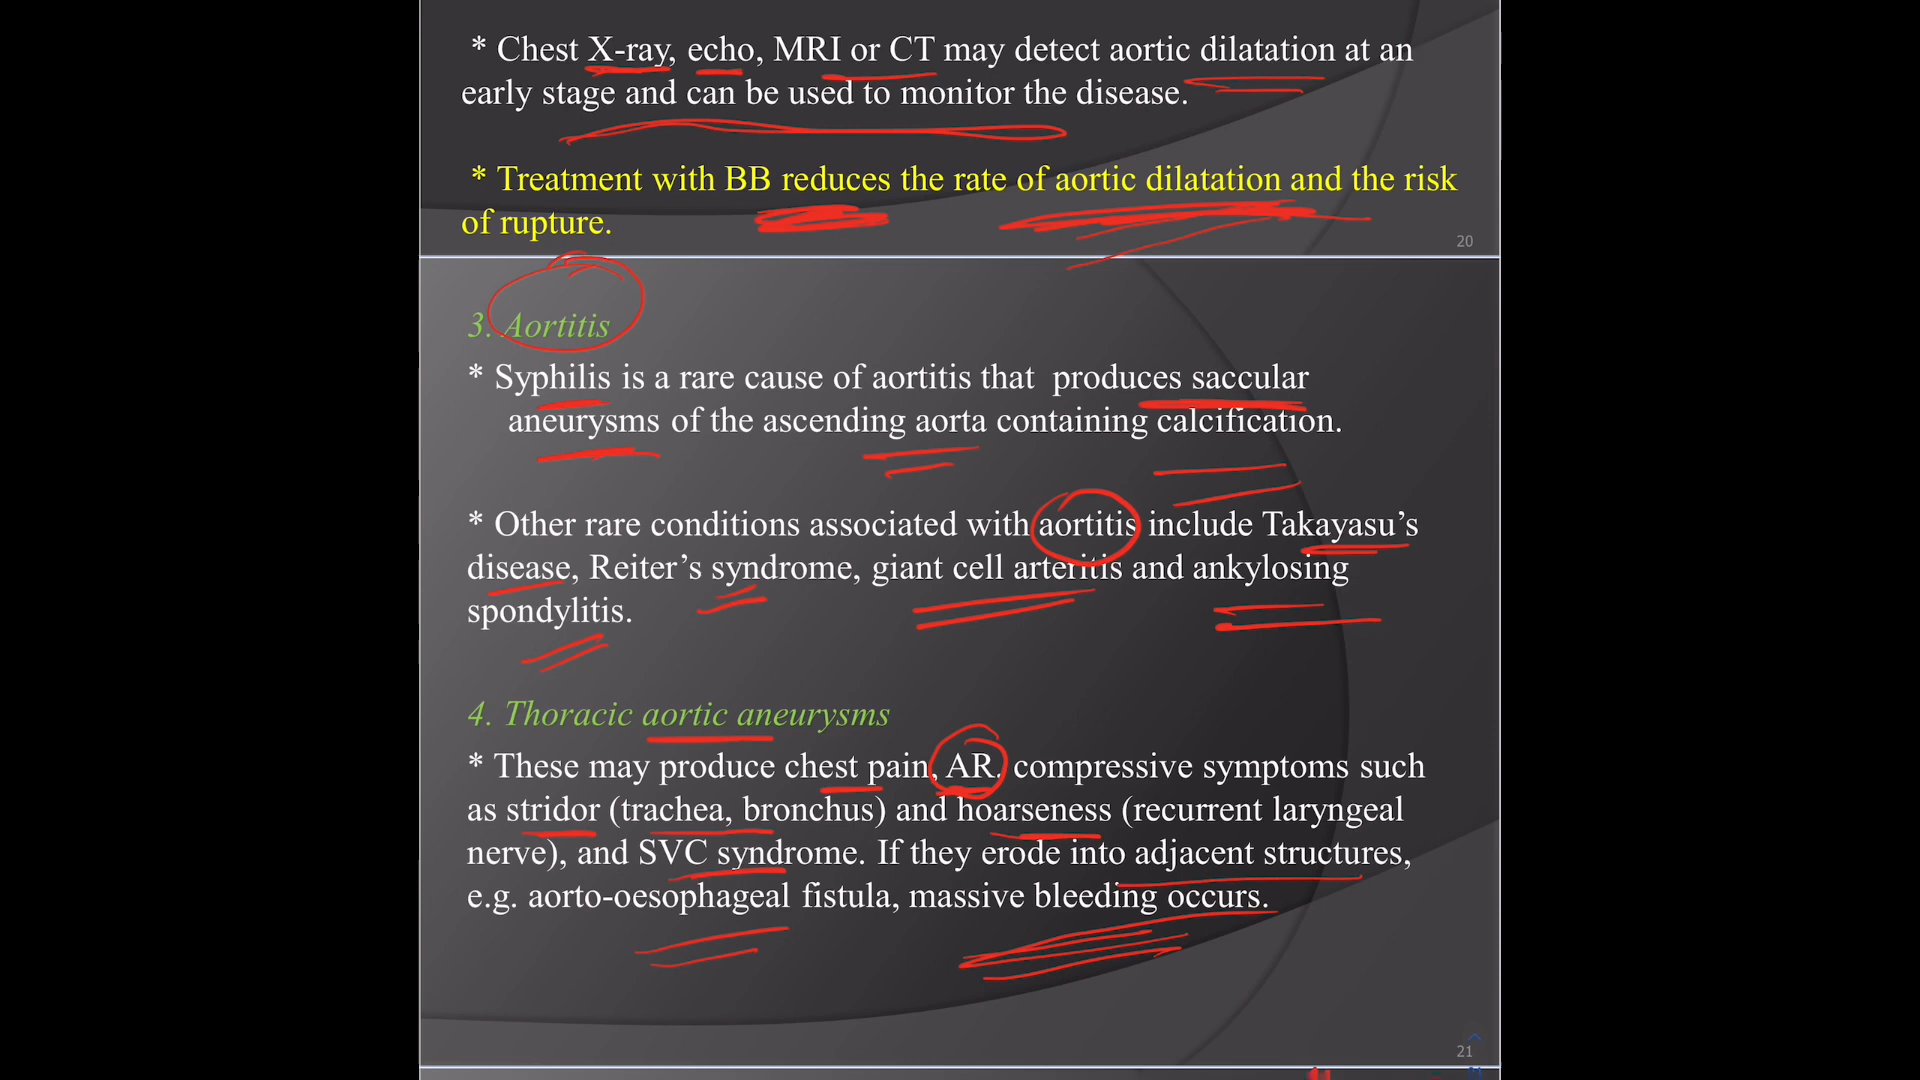 * Chest X-ray, echo, MRI or CT may detect aortic dilatation at an
early stage and can be used to monitor the disease.
* Treatment with BB reduces the rate of aortic dilatation and the risk
of rupture.
20
3. Aortitis
* Syphilis is a rare cause of aortitis that produces saccular
aneurysms of the ascending aorta containing calcification.
* Other rare conditions associated with aortitis include Takayasu’s
disease, Reiter’s syndrome, giant cell arteritis and ankylosing
spondylitis.
4. Thoracic aortic aneurysms
* These may produce chest pain, AR, compressive symptoms such
as stridor (trachea, bronchus) and hoarseness (recurrent laryngeal
nerve), and SVC syndrome. If they erode into adjacent structures,
e.g. aorto-oesophageal fistula, massive bleeding occurs.
21